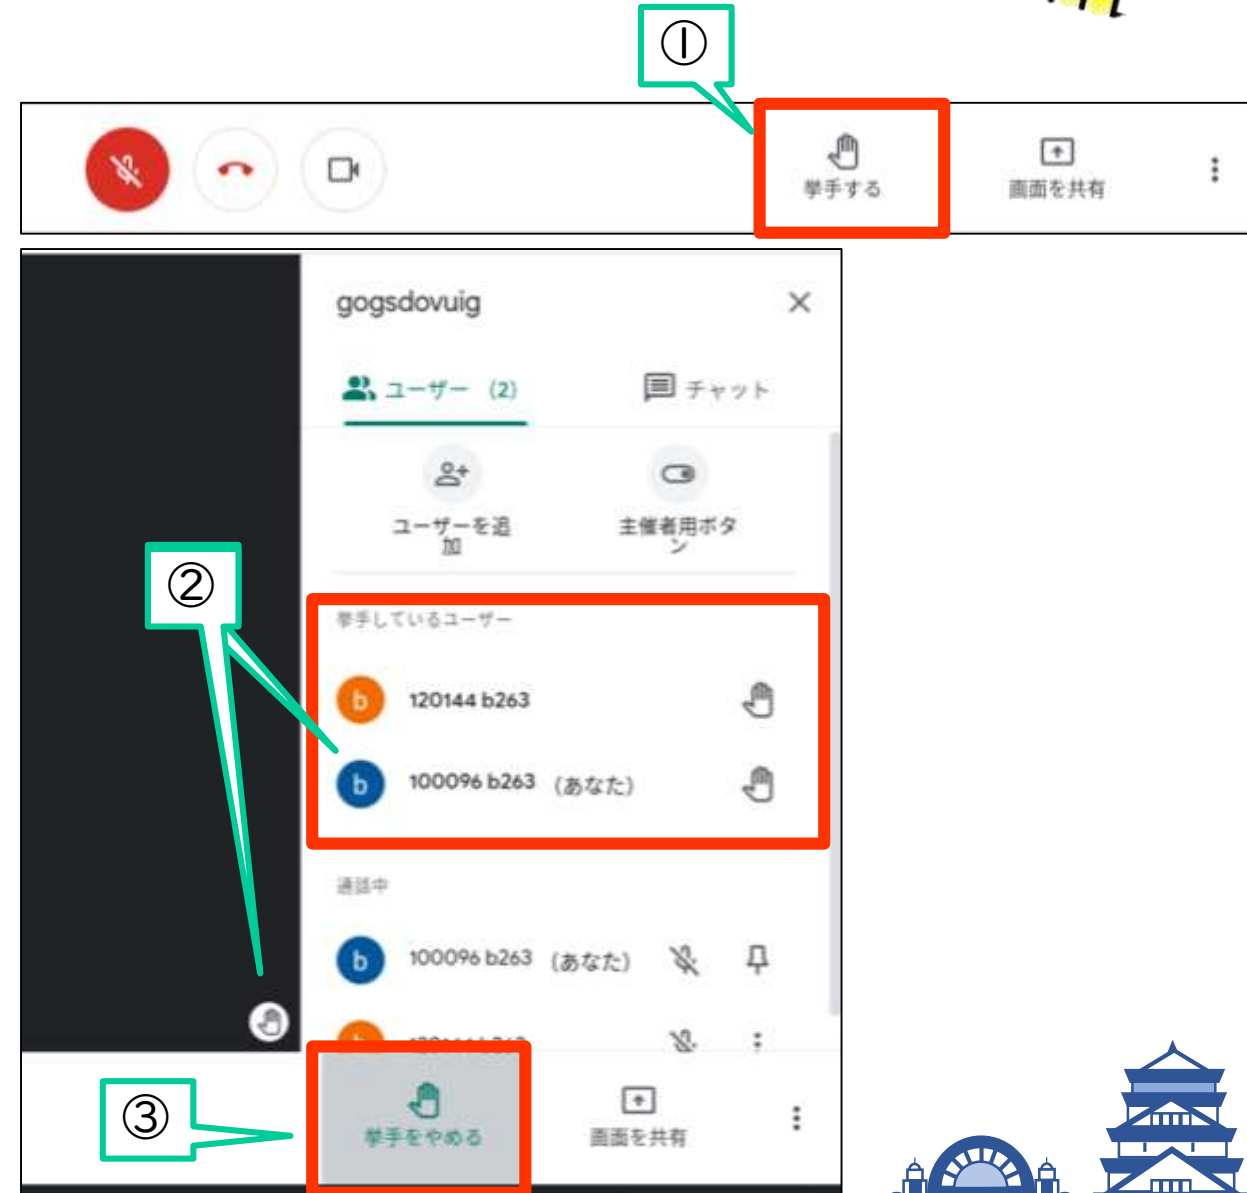 ①
挙手する
画面を共有
gogsdovuig
ユーザー (2)
チャット
ユーザーを追
加
主催者用ボタ
ン
②
挙手しているユーザー
120144 b263
100096 b263 (あなた)
通話中
100096 b263 (あなた)
③
挙手をやめる
画面を共有